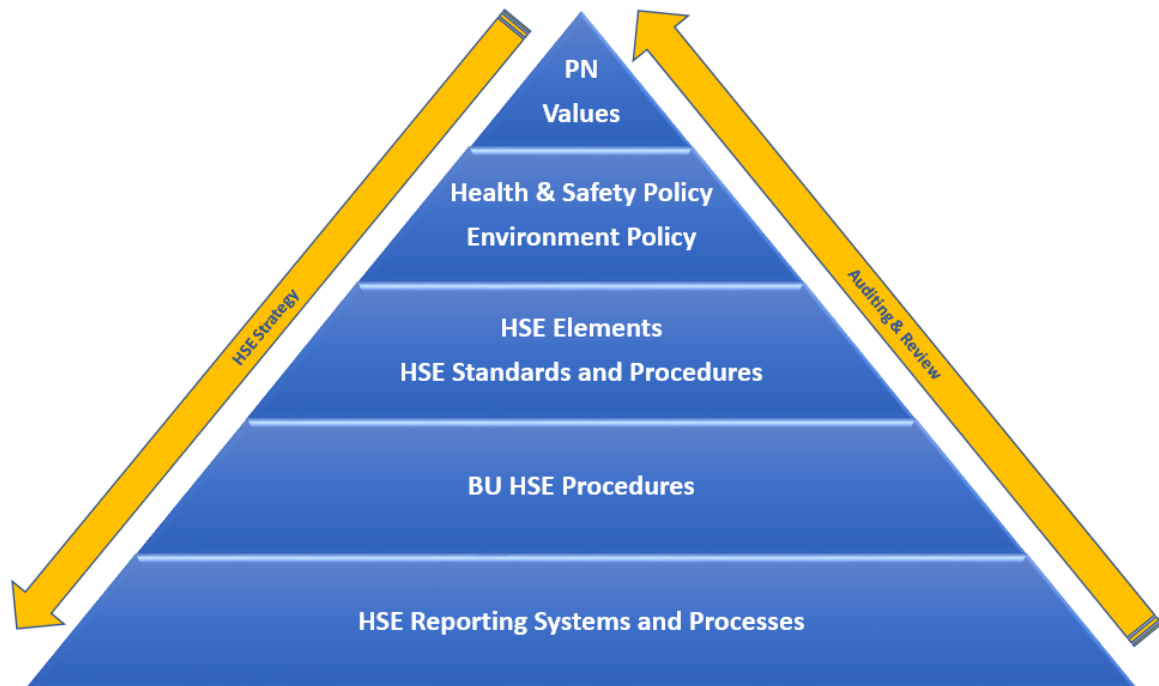 PN
Values
Health & Safety Policy
Environment Policy
HSE Elements
HSE Standards and Procedures
HSE Strategy
Auditing & Review
BU HSE Procedures
HSE Reporting Systems and Processes